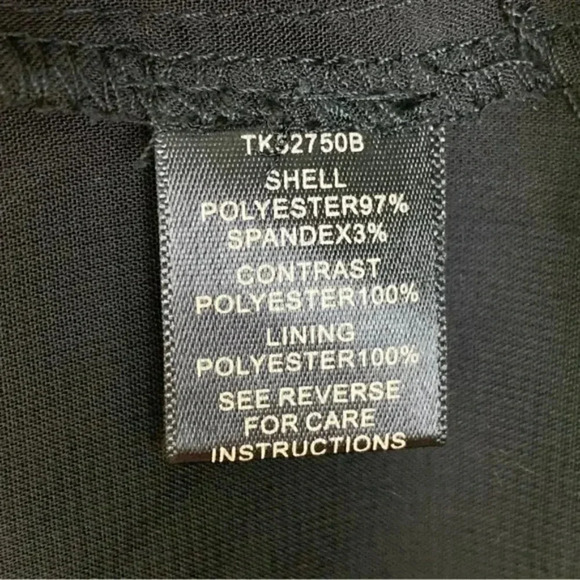 TK52750B
SHELL
POLYESTER97%
SPANDEX3%
CONTRAST
POLYESTER100%
LINING
POLYESTER100%
SEE REVERSE
FOR CARE
INSTRUCTIONS